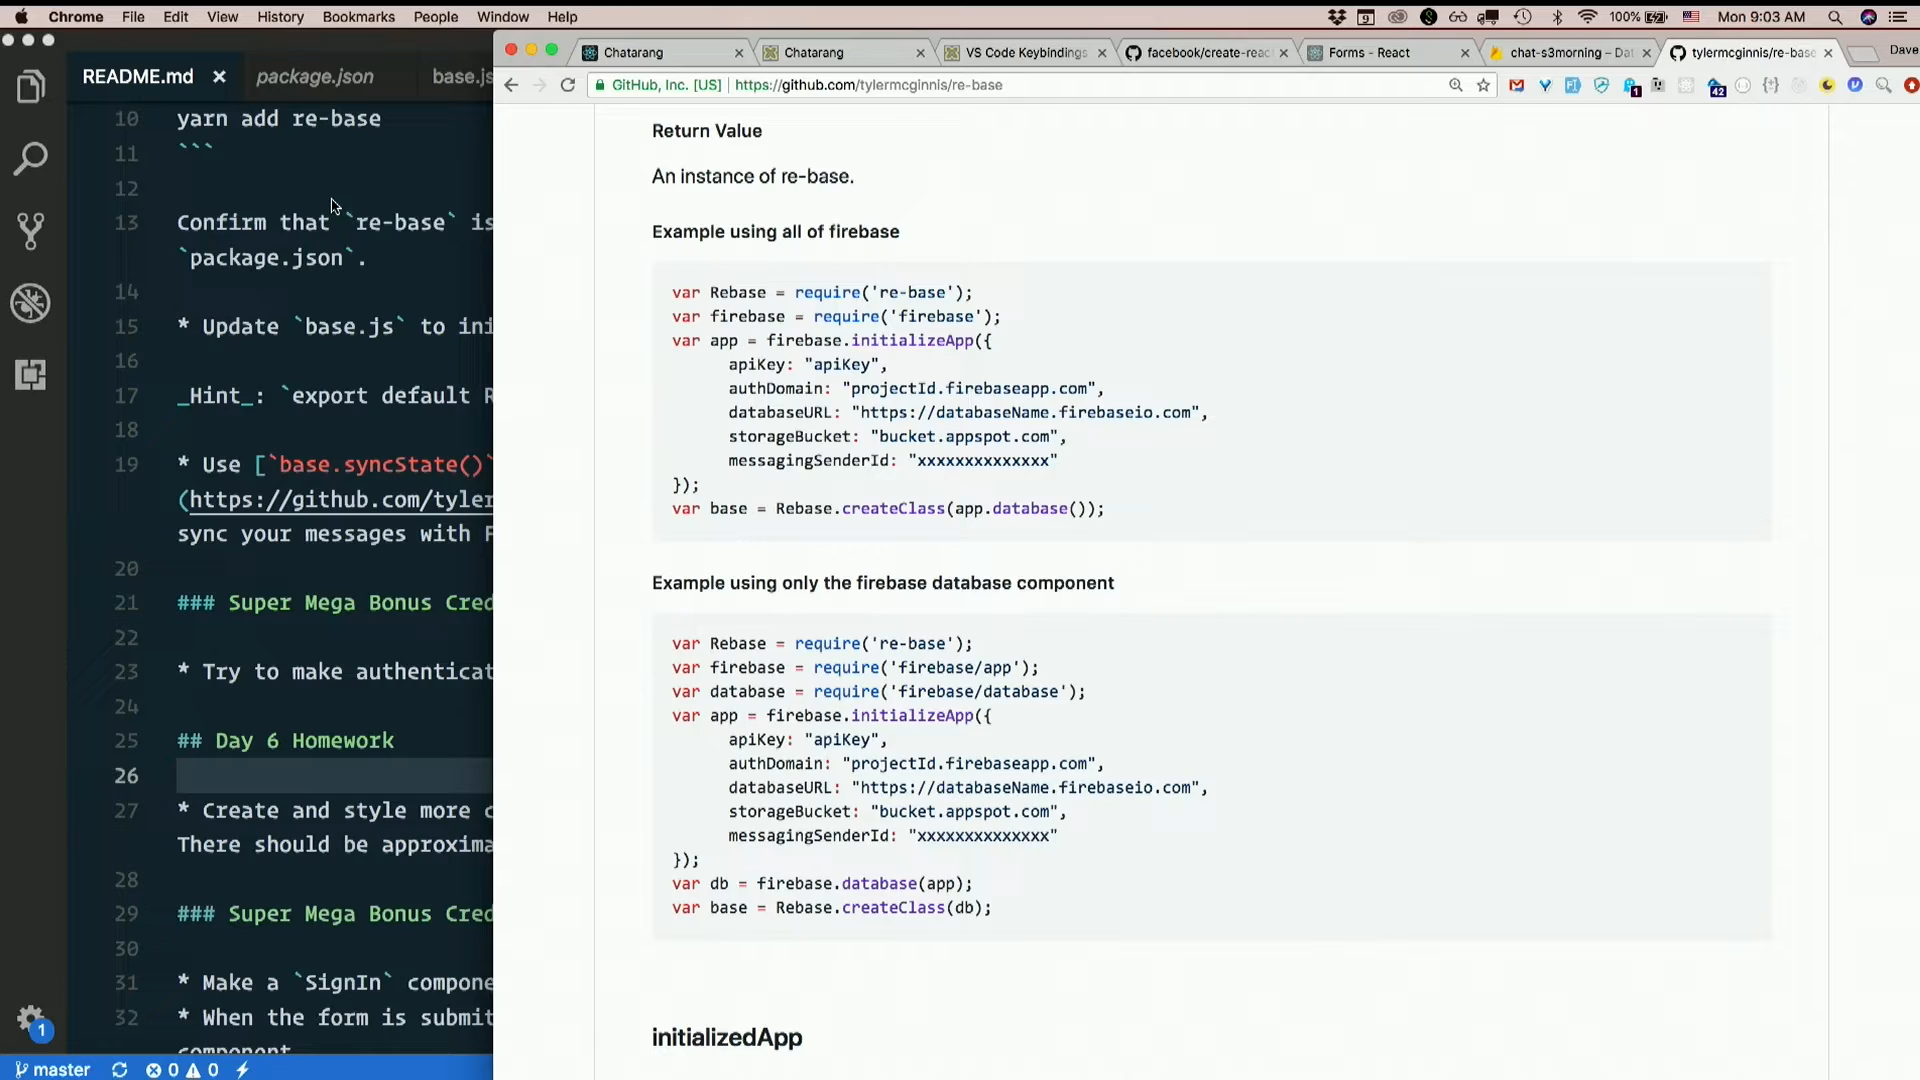 Chrome File Edit View History Bookmarks People Window Help 9 100% Mon 9:03 AM
README.md × package.json base.js
Chatarang × Chatarang × VS Code Keybindings × facebook/create-reac × Forms - React × chat-s3morning – Dat × tylermcginnis/re-base × Dave
GitHub, Inc. [US] https://github.com/tylermcginnis/re-base 1 42
10 yarn add re-base
11 ```
12
13 Confirm that `re-base` is
`package.json`.
14
15 * Update `base.js` to ini
16
17 _Hint_: `export default R
18
19 * Use [`base.syncState()`
(https://github.com/tyler
sync your messages with F
20
21 ### Super Mega Bonus Cred
22
23 * Try to make authenticat
24
25 ## Day 6 Homework
26
27 * Create and style more c
There should be approxima
28
29 ### Super Mega Bonus Cred
30
31 * Make a `SignIn` compone
32 * When the form is submit
component
1
master 0 0
Return Value
An instance of re-base.
Example using all of firebase
var Rebase = require('re-base');
var firebase = require('firebase');
var app = firebase.initializeApp({
apiKey: "apiKey",
authDomain: "projectId.firebaseapp.com",
databaseURL: "https://databaseName.firebaseio.com",
storageBucket: "bucket.appspot.com",
messagingSenderId: "xxxxxxxxxxxxxx"
});
var base = Rebase.createClass(app.database());
Example using only the firebase database component
var Rebase = require('re-base');
var firebase = require('firebase/app');
var database = require('firebase/database');
var app = firebase.initializeApp({
apiKey: "apiKey",
authDomain: "projectId.firebaseapp.com",
databaseURL: "https://databaseName.firebaseio.com",
storageBucket: "bucket.appspot.com",
messagingSenderId: "xxxxxxxxxxxxxx"
});
var db = firebase.database(app);
var base = Rebase.createClass(db);
initializedApp